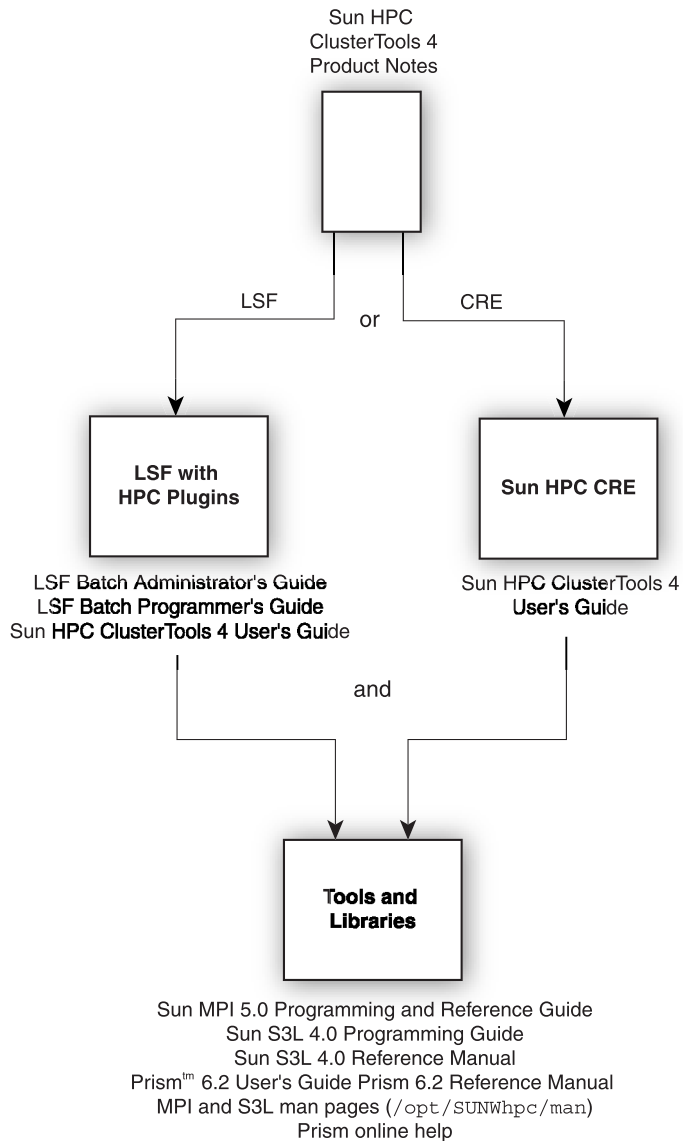 Sun HPC
ClusterTools 4
Product Notes
LSF
or
CRE
LSF with
HPC Plugins
Sun HPC CRE
LSF Batch Administrator's Guide
LSF Batch Programmer's Guide
Sun HPC ClusterTools 4 User's Guide
Sun HPC ClusterTools 4
User's Guide
and
Tools and
Libraries
Sun MPI 5.0 Programming and Reference Guide
Sun S3L 4.0 Programming Guide
Sun S3L 4.0 Reference Manual
Prism™ 6.2 User's Guide Prism 6.2 Reference Manual
MPI and S3L man pages (/opt/SUNWhpc/man)
Prism online help